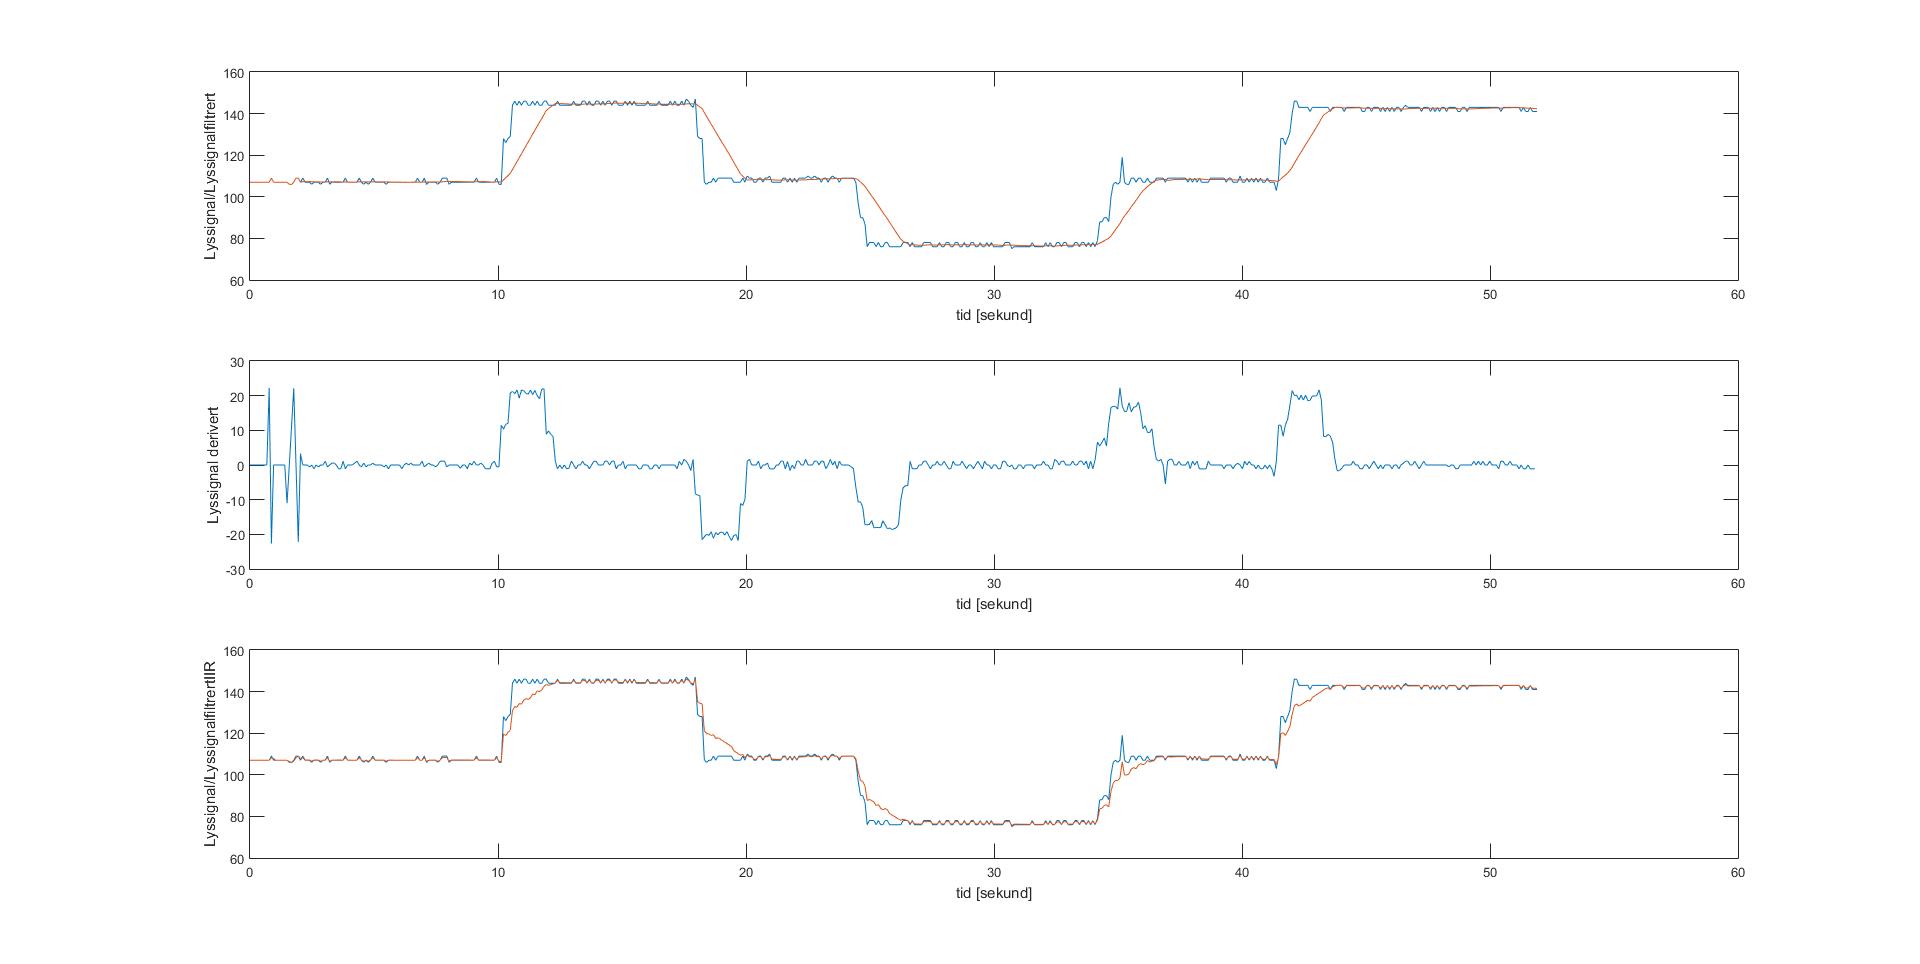 Lyssignal/Lyssignalfiltrert
160
140
120
100
80
60
0 10 20 30 40 50 60
tid [sekund]
Lyssignal derivert
30
20
10
0
-10
-20
-30
0 10 20 30 40 50 60
tid [sekund]
Lyssignal/LyssignalfiltrertIIR
160
140
120
100
80
60
0 10 20 30 40 50 60
tid [sekund]